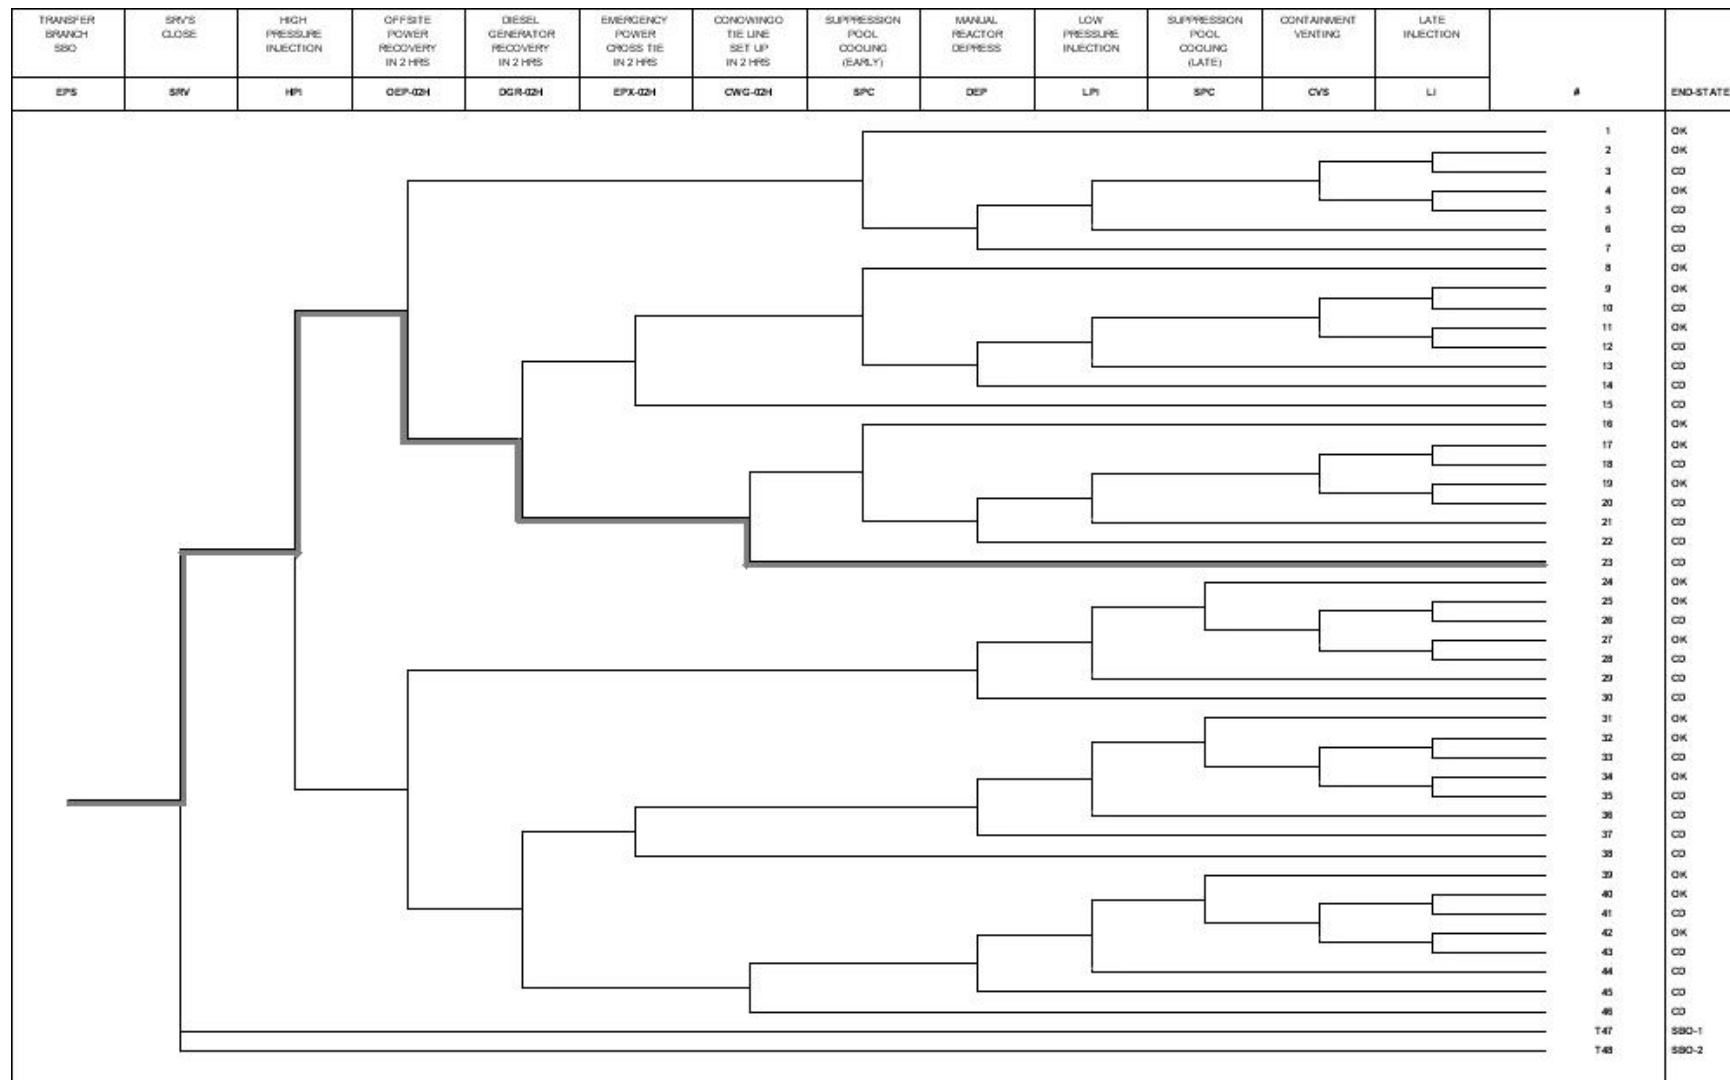 TRANSFER BRANCH SBO
SRV'S CLOSE
HIGH PRESSURE INJECTION
OFFSITE POWER RECOVERY IN 2 HRS
DIESEL GENERATOR RECOVERY IN 2 HRS
EMERGENCY POWER CROSS TIE IN 2 HRS
CONOWINGO TIE LINE SET UP IN 2 HRS
SUPPRESSION POOL COOLING (EARLY)
MANUAL REACTOR DEPRESS
LOW PRESSURE INJECTION
SUPPRESSION POOL COOLING (LATE)
CONTAINMENT VENTING
LATE INJECTION
EPS SRV HPI OEP-02H DGR-02H EPX-02H CWG-02H SPC DEP LPI SPC CVS LI # END-STATE
1 OK
2 OK
3 CD
4 OK
5 CD
6 CD
7 CD
8 OK
9 OK
10 CD
11 OK
12 CD
13 CD
14 CD
15 CD
16 OK
17 OK
18 CD
19 OK
20 CD
21 CD
22 CD
23 CD
24 OK
25 OK
26 CD
27 OK
28 CD
29 CD
30 CD
31 OK
32 OK
33 CD
34 OK
35 CD
36 CD
37 CD
38 CD
39 OK
40 OK
41 CD
42 OK
43 CD
44 CD
45 CD
46 CD
T47 SBO-1
T48 SBO-2